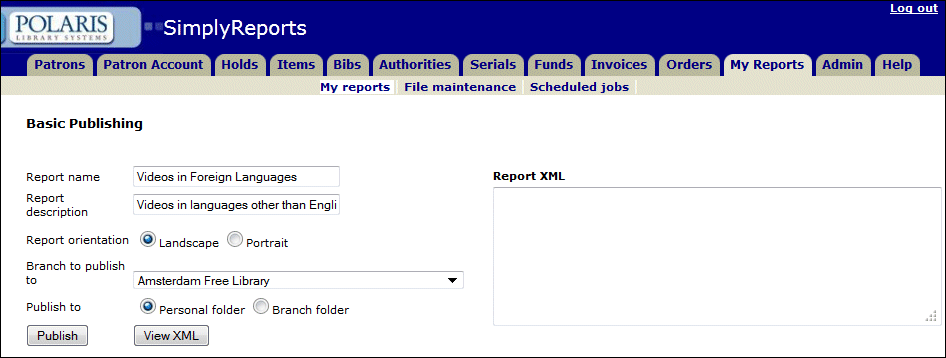 Log out
POLARIS
LIBRARY SYSTEMS
SimplyReports
Patrons Patron Account Holds Items Bibs Authorities Serials Funds Invoices Orders My Reports Admin Help
My reports File maintenance Scheduled jobs
Basic Publishing
Report name Videos in Foreign Languages
Report XML
Report
description Videos in languages other than Engli
Report orientation Landscape Portrait
Branch to publish
to Amsterdam Free Library
Publish to Personal folder Branch folder
Publish View XML